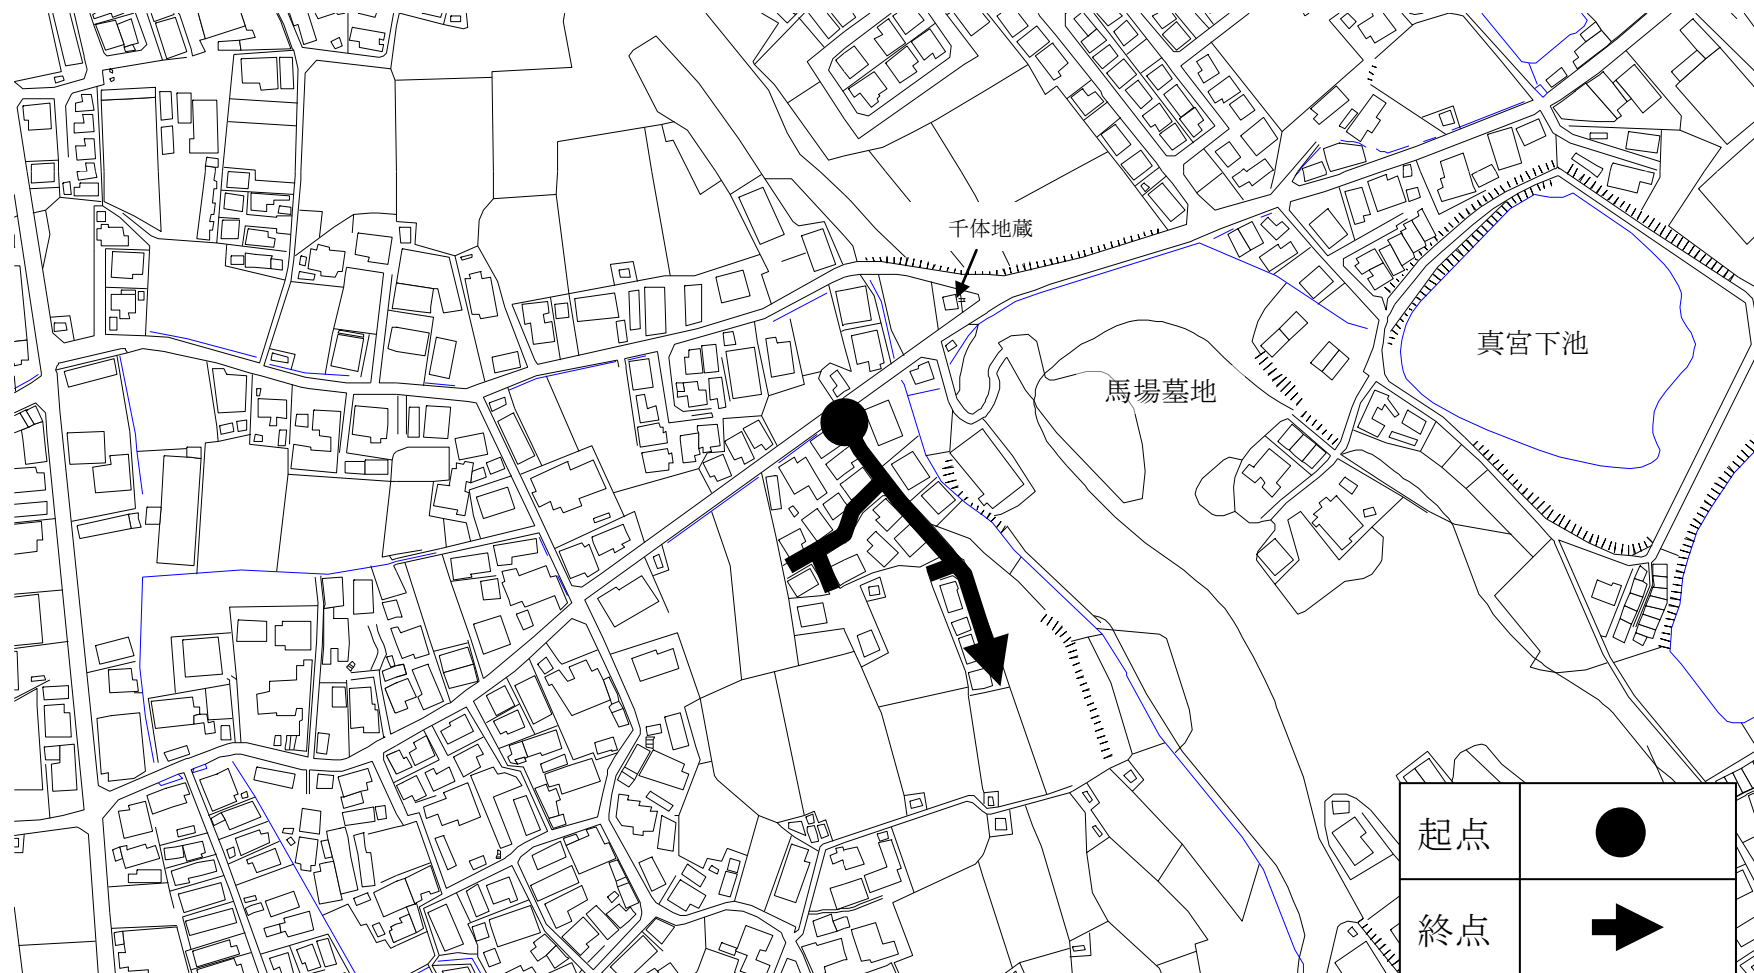 千体地蔵
真宮下池
馬場墓地
起点
終点